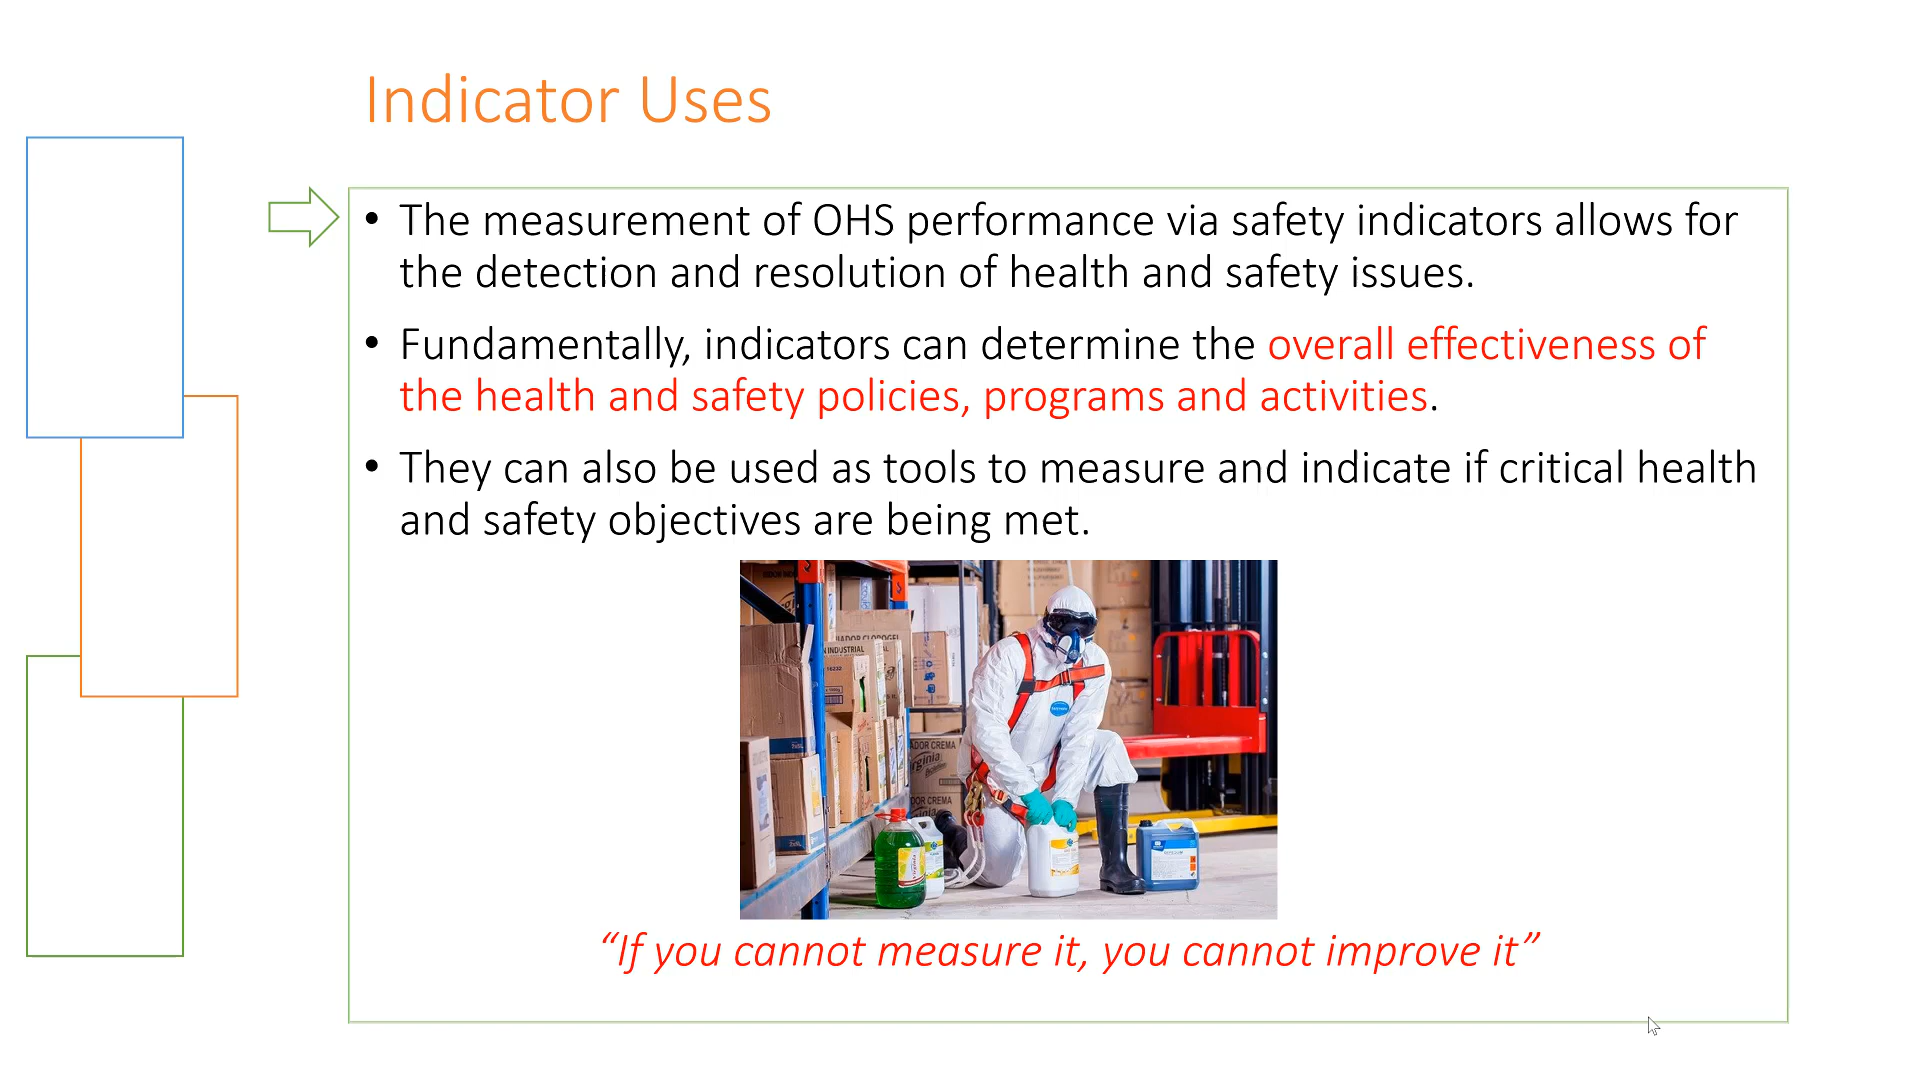 Indicator Uses
• The measurement of OHS performance via safety indicators allows for
the detection and resolution of health and safety issues.
• Fundamentally, indicators can determine the overall effectiveness of
the health and safety policies, programs and activities.
• They can also be used as tools to measure and indicate if critical health
and safety objectives are being met.
“If you cannot measure it, you cannot improve it”